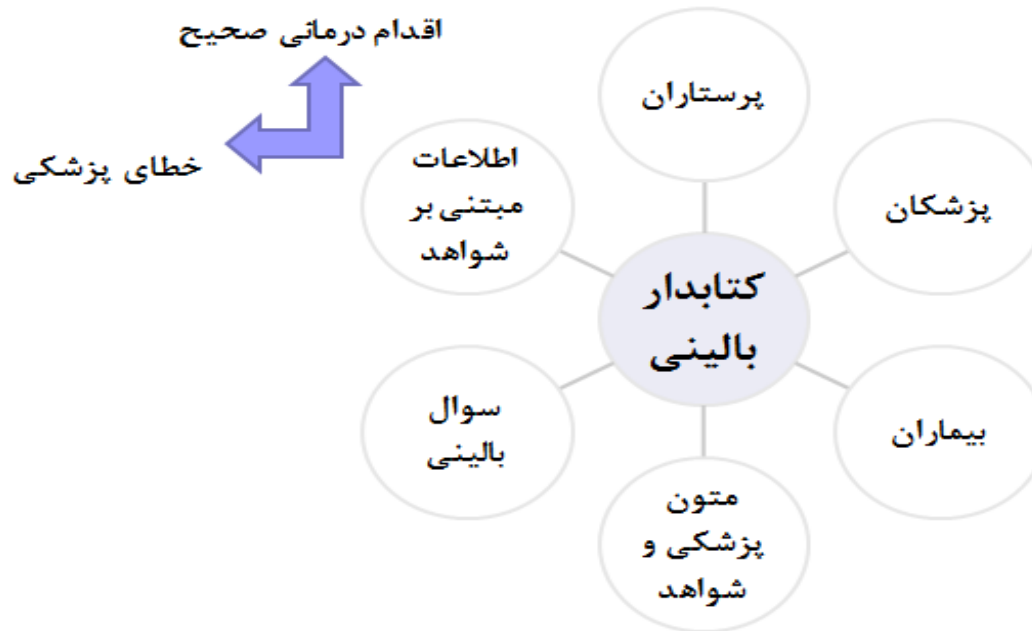 اقدام درمانی صحیح
خطای پزشکی
پرستاران
پزشکان
بیماران
متون
پزشکی و
شواهد
سوال
بالینی
اطلاعات
مبتنی بر
شواهد
کتابدار
بالینی